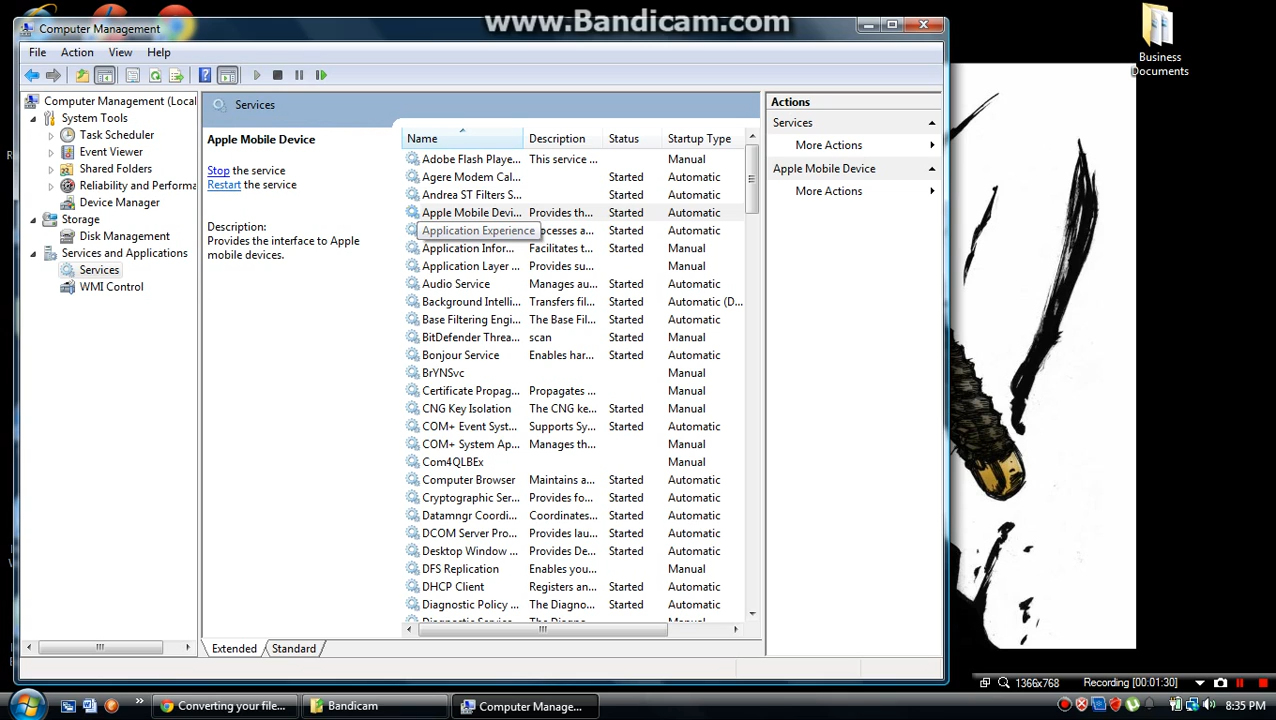 www.Bandicam.com
Computer Management
File Action View Help
Business
Documents
Computer Management (Local
System Tools
Task Scheduler
Event Viewer
Shared Folders
Reliability and Performa
Device Manager
Storage
Disk Management
Services and Applications
Services
WMI Control
Services
Apple Mobile Device
Stop the service
Restart the service
Description:
Provides the interface to Apple
mobile devices.
Name Description Status Startup Type
Adobe Flash Playe... This service ... Manual
Agere Modem Cal... Started Automatic
Andrea ST Filters S... Started Automatic
Apple Mobile Devi... Provides th... Started Automatic
Application Experience ocesses a... Started Automatic
Application Infor... Facilitates t... Started Manual
Application Layer ... Provides su... Manual
Audio Service Manages au... Started Automatic
Background Intelli... Transfers fil... Started Automatic (D...
Base Filtering Engi... The Base Fil... Started Automatic
BitDefender Threa... scan Started Manual
Bonjour Service Enables har... Started Automatic
BrYNSvc Manual
Certificate Propag... Propagates ... Manual
CNG Key Isolation The CNG ke... Started Manual
COM+ Event Syst... Supports Sy... Started Automatic
COM+ System Ap... Manages th... Manual
Com4QLBEx Manual
Computer Browser Maintains a... Started Automatic
Cryptographic Ser... Provides fo... Started Automatic
Datamngr Coordi... Coordinates... Started Automatic
DCOM Server Pro... Provides lau... Started Automatic
Desktop Window ... Provides De... Started Automatic
DFS Replication Enables you... Manual
DHCP Client Registers an... Started Automatic
Diagnostic Policy ... The Diagno... Started Automatic
Extended Standard
Actions
Services
More Actions
Apple Mobile Device
More Actions
1366x768 Recording [00:01:30]
Converting your file...
Bandicam
Computer Manage...
8:35 PM